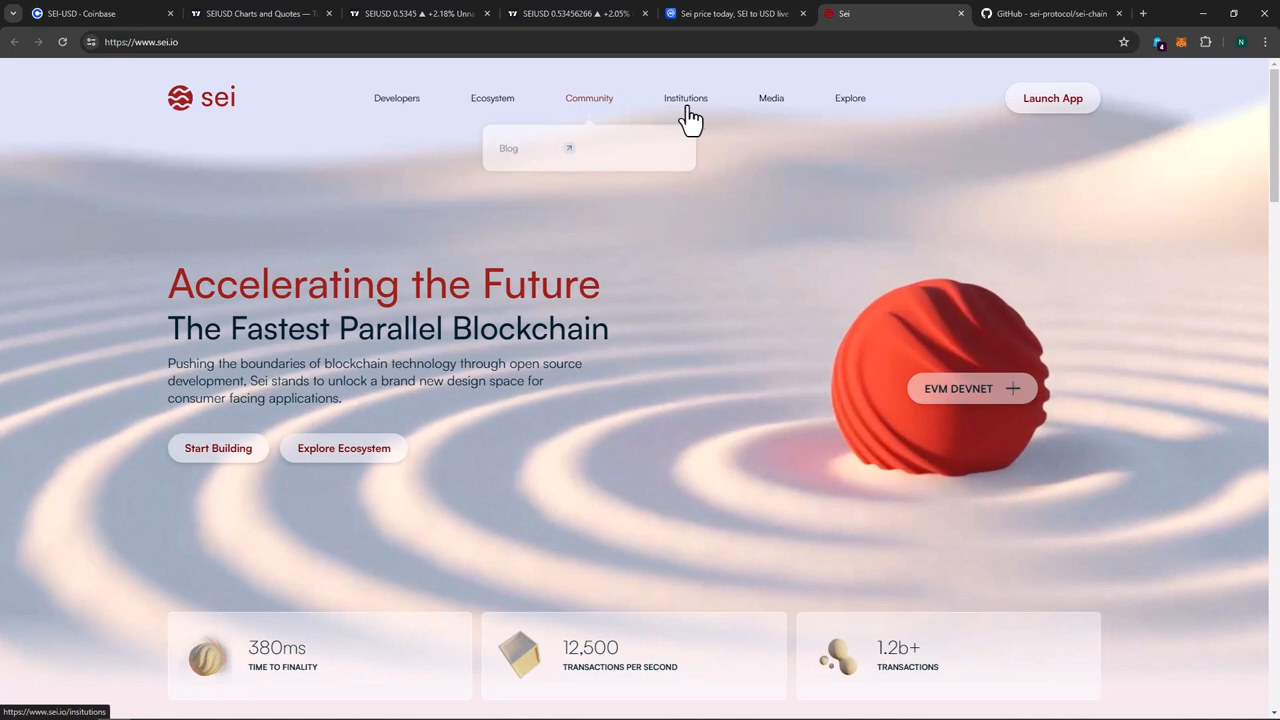 SEI-USD - Coinbase
SEIUSD Charts and Quotes — T
SEIUSD 0.5345 ▲ +2.18% Unna
SEIUSD 0.53456266 ▲ +2.05%
Sei price today, SEI to USD live
Sei
GitHub - sei-protocol/sei-chain
https://www.sei.io
4
N
sei
Developers
Ecosystem
Community
Institutions
Media
Explore
Launch App
Blog
Accelerating the Future
The Fastest Parallel Blockchain
Pushing the boundaries of blockchain technology through open source
development, Sei stands to unlock a brand new design space for
consumer facing applications.
EVM DEVNET
Start Building
Explore Ecosystem
380ms
TIME TO FINALITY
12,500
TRANSACTIONS PER SECOND
1.2b+
TRANSACTIONS
https://www.sei.io/insitutions